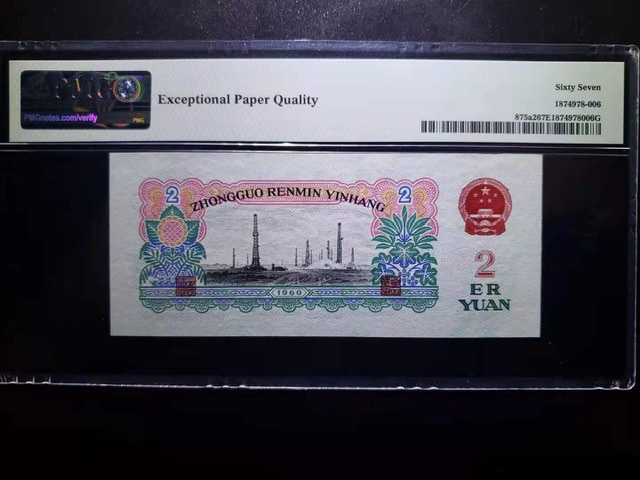 PMGnotes.com/verify
PMG
Exceptional Paper Quality
Sixty Seven
1874978-006
875a267E1874978006G
2
ZHONGGUO RENMIN YINHANG
2
1960
2
ER
YUAN